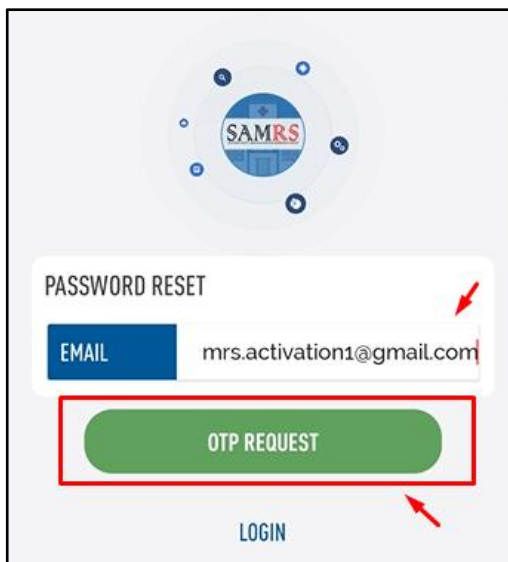 SAMRS
PASSWORD RESET
EMAIL mrs.activation1@gmail.com
OTP REQUEST
LOGIN